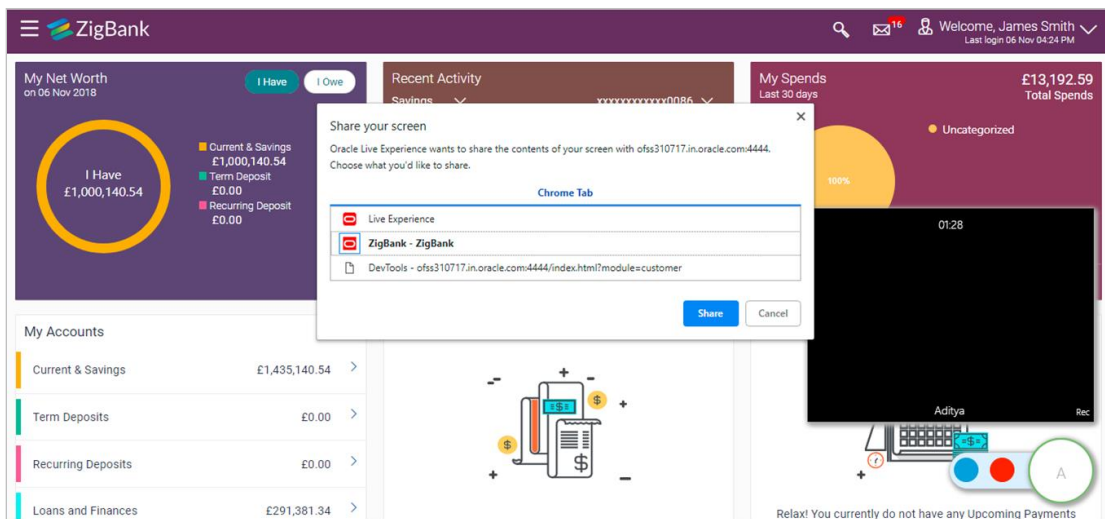 ZigBank
16
Welcome, James Smith
Last login 06 Nov 04:24 PM
My Net Worth
on 06 Nov 2018
I Have
I Owe
I Have
£1,000,140.54
Current & Savings
£1,000,140.54
Term Deposit
£0.00
Recurring Deposit
£0.00
Recent Activity
Savings
xxxxxxxxxxxx0086
My Spends
Last 30 days
£13,192.59
Total Spends
100%
Uncategorized
Share your screen
Oracle Live Experience wants to share the contents of your screen with ofss310717.in.oracle.com:4444.
Choose what you'd like to share.
Chrome Tab
Live Experience
ZigBank - ZigBank
DevTools - ofss310717.in.oracle.com:4444/index.html?module=customer
Share
Cancel
01:28
Aditya
Rec
My Accounts
Current & Savings
£1,435,140.54
Term Deposits
£0.00
Recurring Deposits
£0.00
Loans and Finances
£291,381.34
A
Relax! You currently do not have any Upcoming Payments